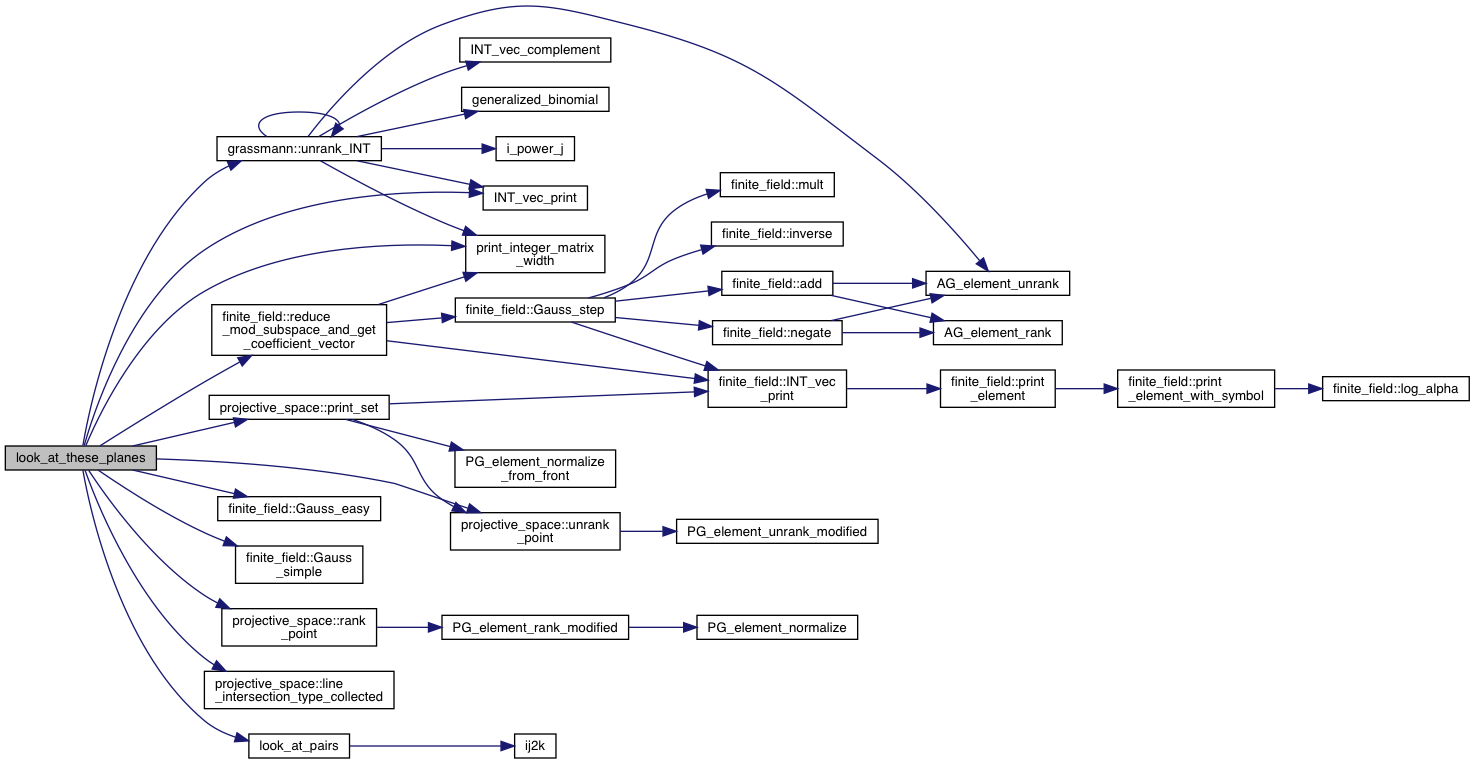 look_at_these_planes
grassmann::unrank_INT
finite_field::reduce
_mod_subspace_and_get
_coefficient_vector
projective_space::print_set
finite_field::Gauss_easy
finite_field::Gauss
_simple
projective_space::rank
_point
projective_space::line
_intersection_type_collected
look_at_pairs
INT_vec_complement
generalized_binomial
i_power_j
INT_vec_print
print_integer_matrix
_width
finite_field::Gauss_step
PG_element_normalize
_from_front
projective_space::unrank
_point
PG_element_rank_modified
ij2k
finite_field::mult
finite_field::inverse
finite_field::add
finite_field::negate
finite_field::INT_vec
_print
PG_element_unrank_modified
PG_element_normalize
AG_element_unrank
AG_element_rank
finite_field::print
_element
finite_field::print
_element_with_symbol
finite_field::log_alpha